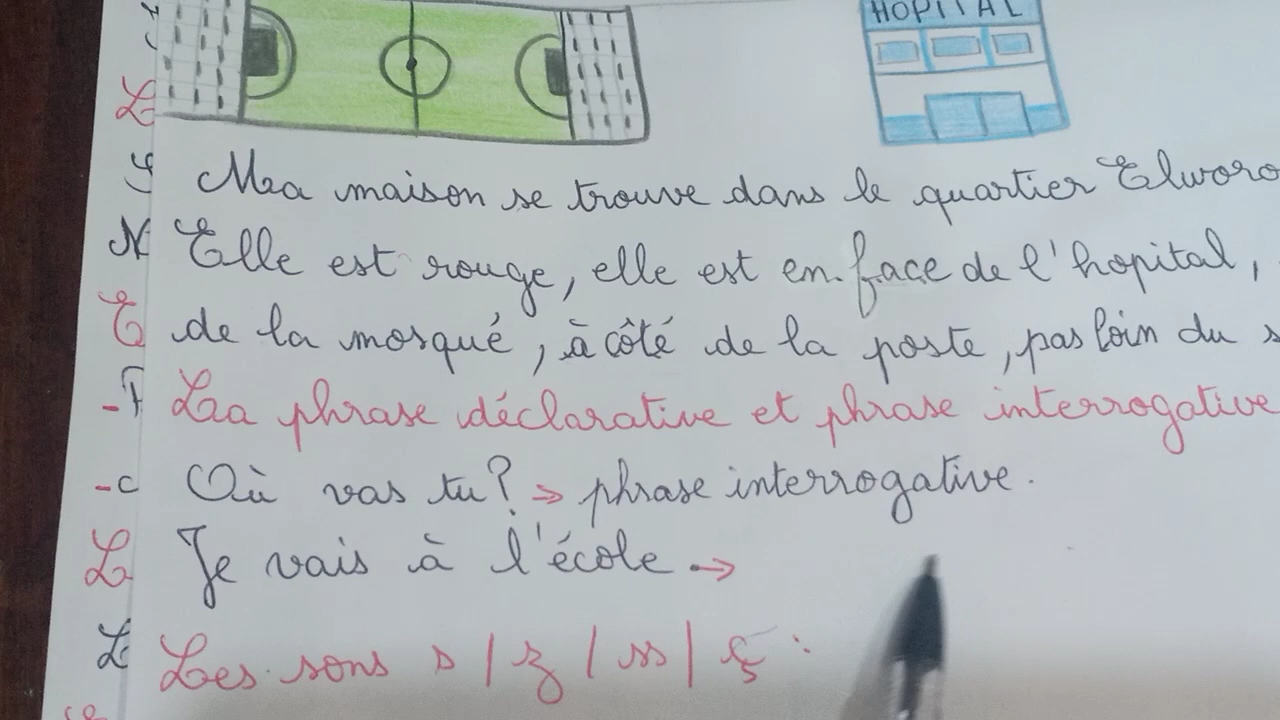 HOPITAL
Ma maison se trouve dans le quartier Elworo
Elle est rouge, elle est en face de l'hopital,
de la mosqué, à côté de la poste, pas loin du s
La phrase déclarative et phrase interrogative
Où vas tu? → phrase interrogative.
Je vais à l'école →
Les sons s / z / ss / ç :